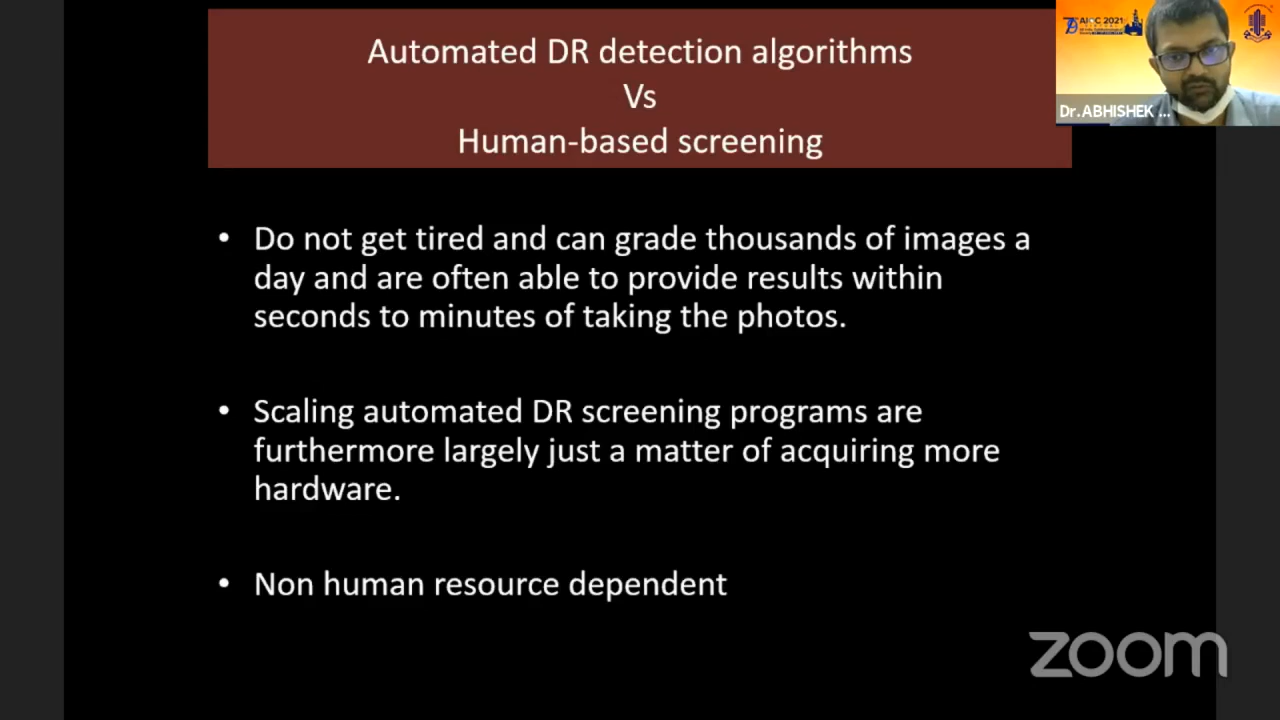 Automated DR detection algorithms
Vs
Human-based screening
AIOC 2021
Dr.ABHISHEK ...
• Do not get tired and can grade thousands of images a
day and are often able to provide results within
seconds to minutes of taking the photos.
• Scaling automated DR screening programs are
furthermore largely just a matter of acquiring more
hardware.
• Non human resource dependent
zoom